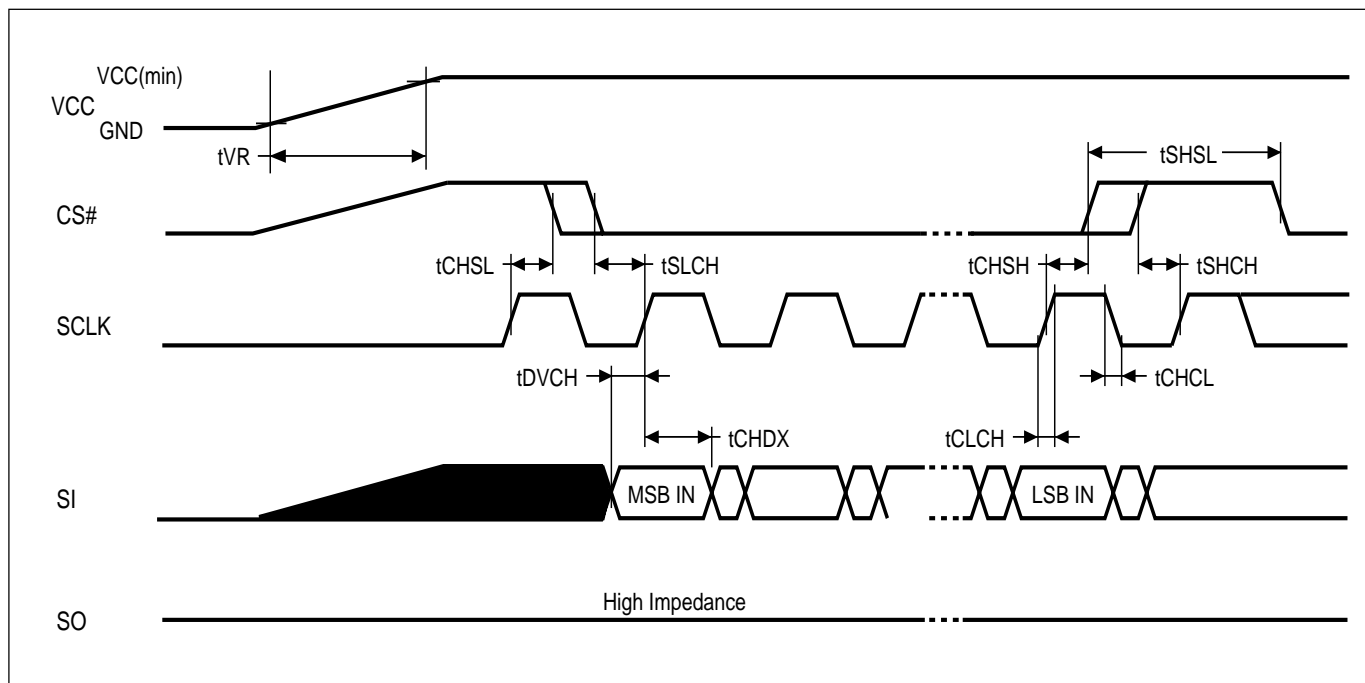 VCC(min)
VCC
GND
tVR
tSHSL
CS#
tCHSL
tSLCH
tCHSH
tSHCH
SCLK
tDVCH
tCHCL
tCHDX
tCLCH
SI
MSB IN
LSB IN
High Impedance
SO